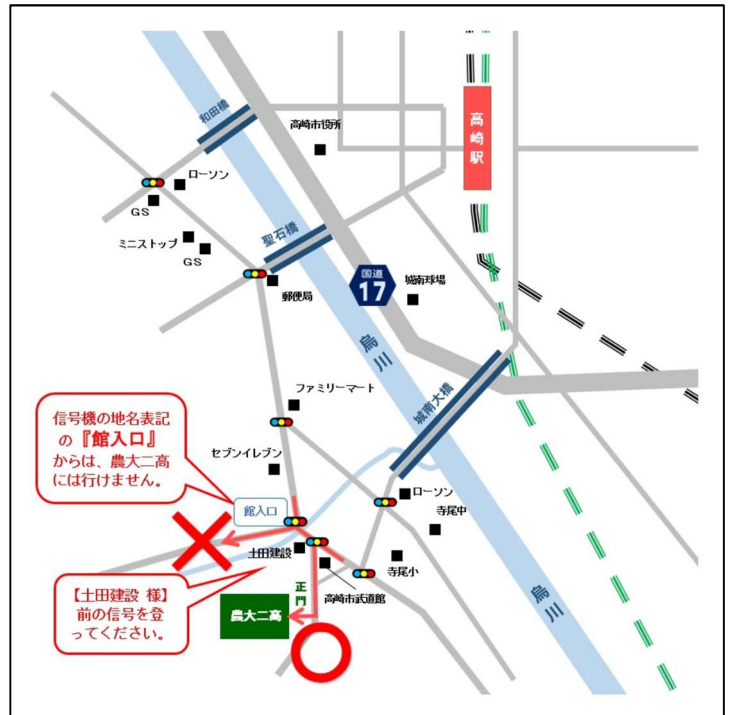 和田橋
高崎市役所
高崎駅
ローソン
GS
ミニストップ
GS
聖石橋
郵便局
国道
17
城南球場
烏川
ファミリーマート
城南大橋
信号機の地名表記
の『館入口』
からは、農大二高
には行けません。
セブンイレブン
館入口
ローソン
寺尾中
土田建設
寺尾小
高崎市武道館
【土田建設 様】
前の信号を登
ってください。
正門
農大二高
烏川